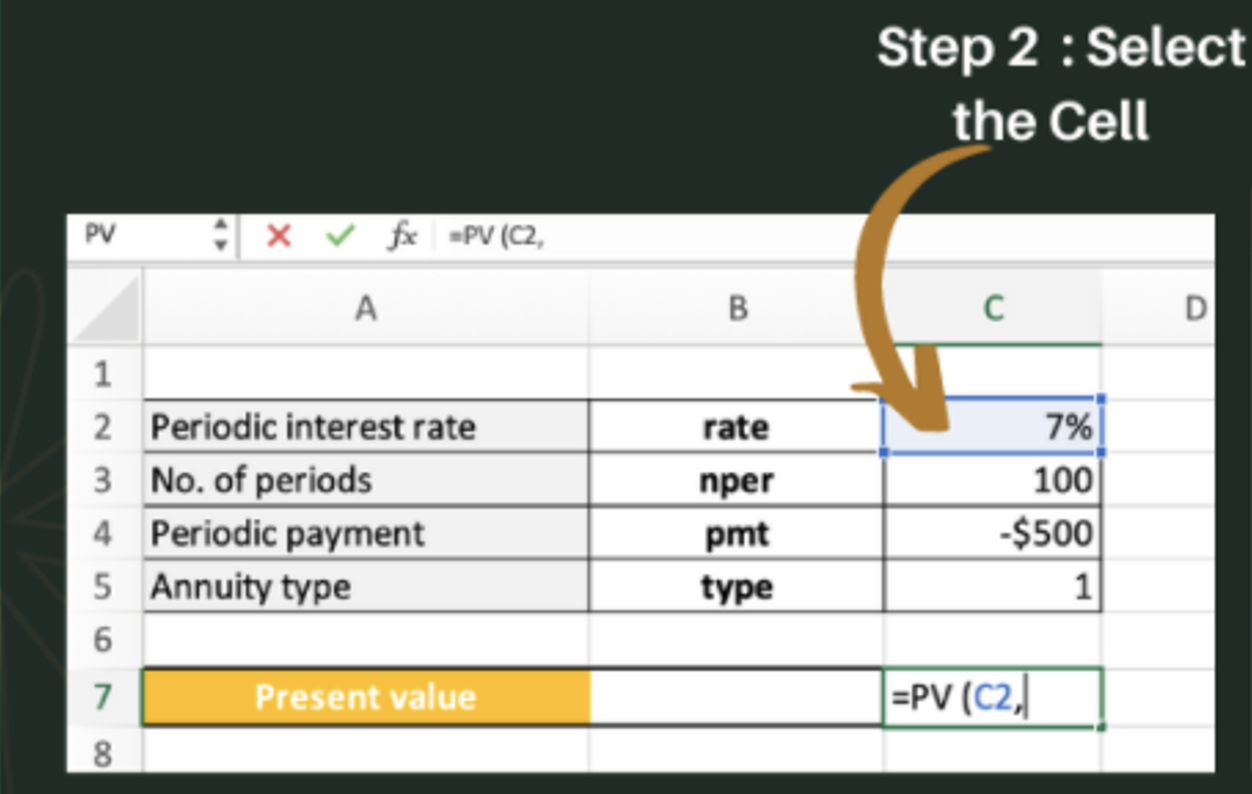 Step 2 : Select
the Cell
PV fx =PV (C2,
A B C D
1
2 Periodic interest rate rate 7%
3 No. of periods nper 100
4 Periodic payment pmt -$500
5 Annuity type type 1
6
7 Present value =PV (C2,
8